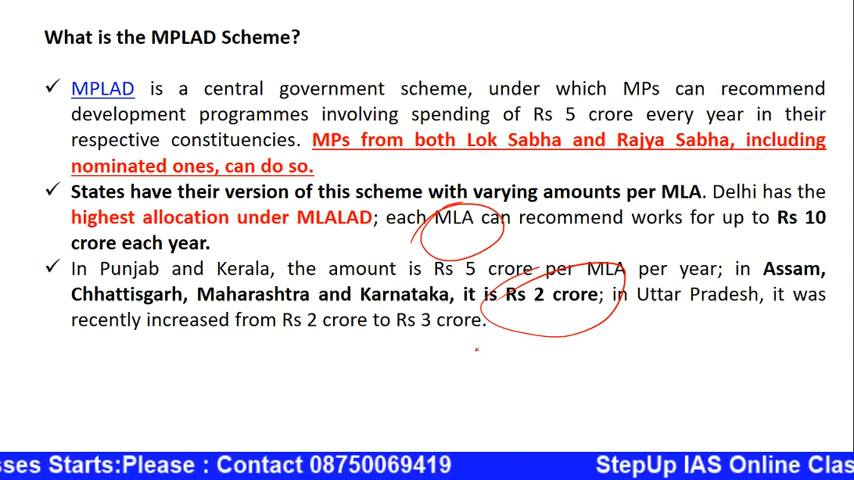 What is the MPLAD Scheme?
✓ MPLAD is a central government scheme, under which MPs can recommend
development programmes involving spending of Rs 5 crore every year in their
respective constituencies. MPs from both Lok Sabha and Rajya Sabha, including
nominated ones, can do so.
✓ States have their version of this scheme with varying amounts per MLA. Delhi has the
highest allocation under MLALAD; each MLA can recommend works for up to Rs 10
crore each year.
✓ In Punjab and Kerala, the amount is Rs 5 crore per MLA per year; in Assam,
Chhattisgarh, Maharashtra and Karnataka, it is Rs 2 crore; in Uttar Pradesh, it was
recently increased from Rs 2 crore to Rs 3 crore.
sses Starts:Please : Contact 08750069419 StepUp IAS Online Clas